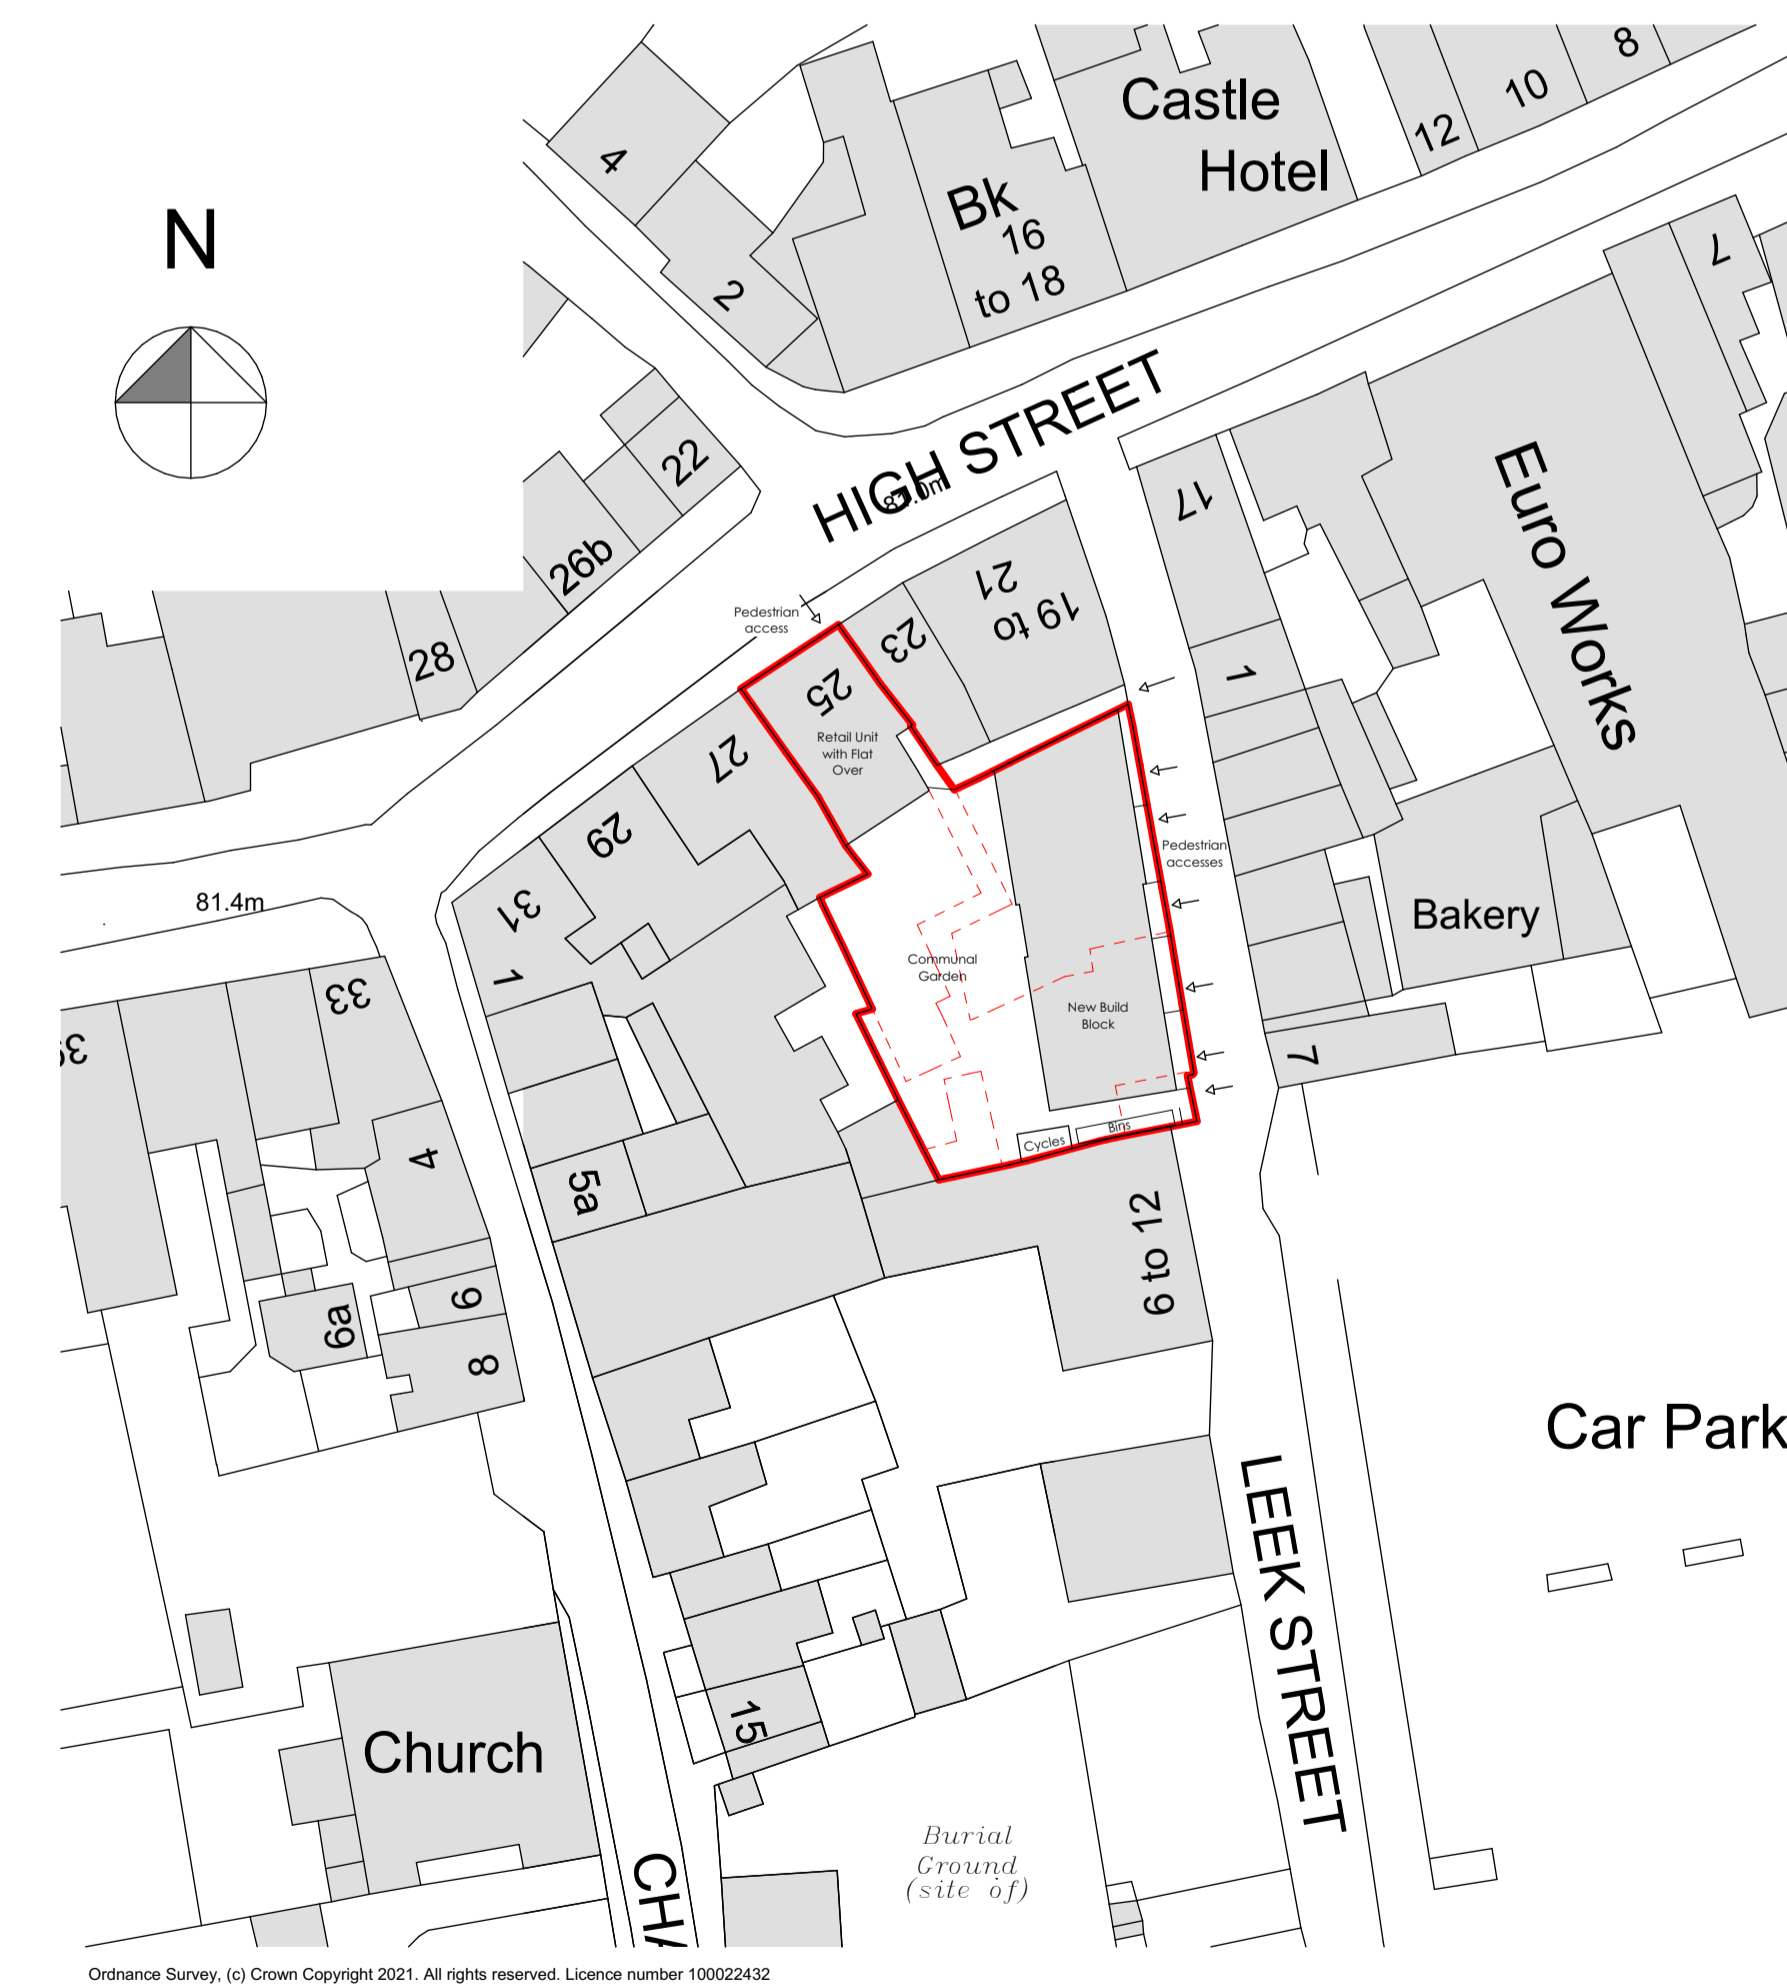 8
10
12
Castle
Hotel
4
Bk
16
to 18
N
2
7
HIGH STREET
81.0m
22
17
Euro Works
26b
21
19 to
23
Pedestrian
access
28
25
1
Retail Unit
with Flat
Over
27
29
Pedestrian
accesses
31
81.4m
Bakery
Communal
Garden
1
33
New Build
Block
39
7
Bins
Cycles
4
5a
6 to 12
6
6a
8
Car Park
LEEK STREET
15
Church
Burial
Ground
(site of)
CHA
Ordnance Survey, (c) Crown Copyright 2021. All rights reserved. Licence number 100022432